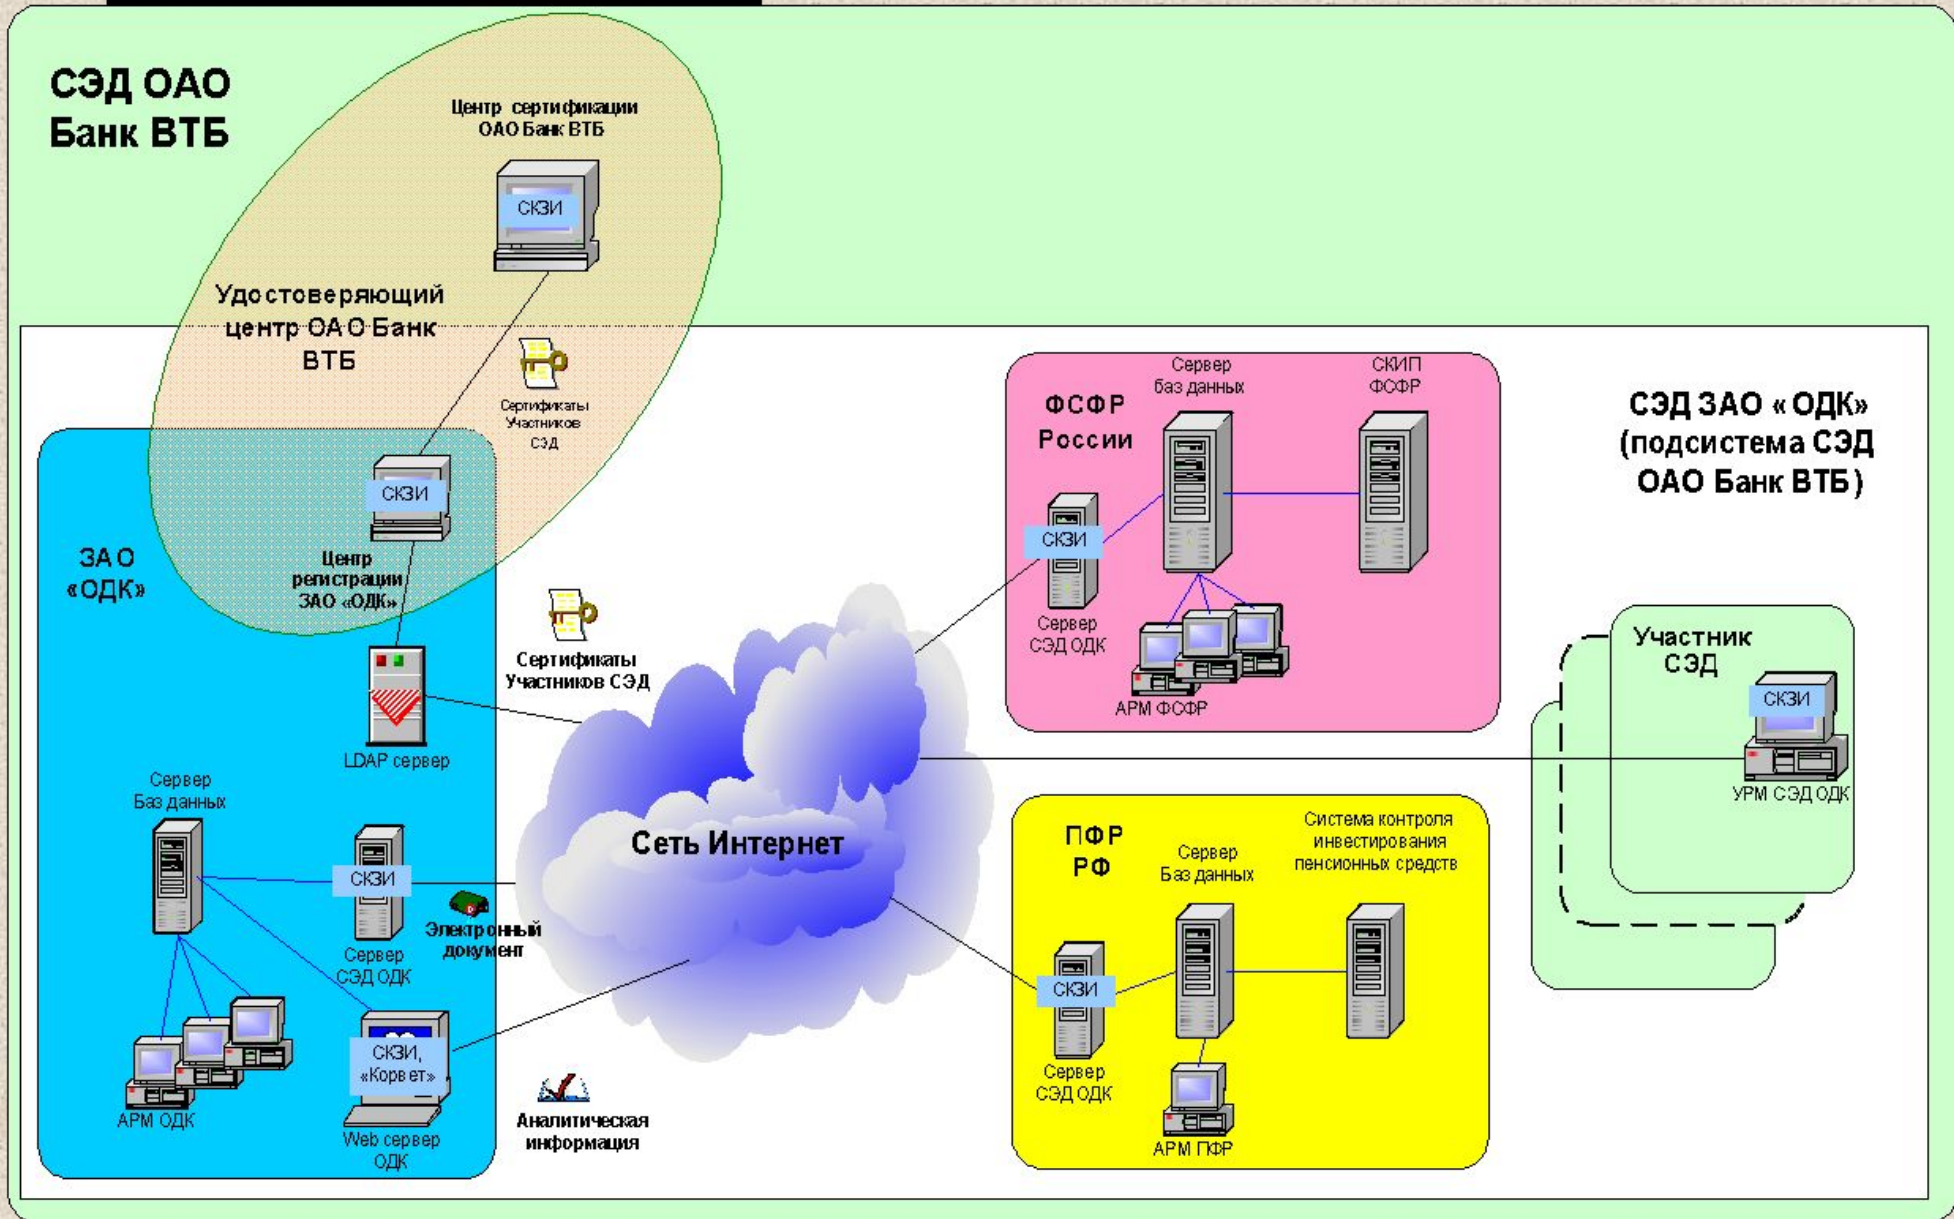 СЭД ОАО
Банк ВТБ
Центр сертификации
ОАО Банк ВТБ
СКЗИ
Удостоверяющий
центр ОАО Банк
ВТБ
Сертификаты
Участников
СЭД
СКЗИ
Центр
регистрации
ЗАО «ОДК»
ЗАО
«ОДК»
Сертификаты
Участников СЭД
LDAP сервер
Сервер
Баз данных
СКЗИ
Сервер
СЭД ОДК
Электронный
документ
АРМ ОДК
СКЗИ,
«Корвет»
Web сервер
ОДК
Аналитическая
информация
Сеть Интернет
ФСФР
России
Сервер
баз данных
СКИП
ФСФР
СКЗИ
Сервер
СЭД ОДК
АРМ ФСФР
СЭД ЗАО «ОДК»
(подсистема СЭД
ОАО Банк ВТБ)
Участник
СЭД
СКЗИ
УРМ СЭД ОДК
ПФР
РФ
Сервер
Баз данных
Система контроля
инвестирования
пенсионных средств
СКЗИ
Сервер
СЭД ОДК
АРМ ПФР